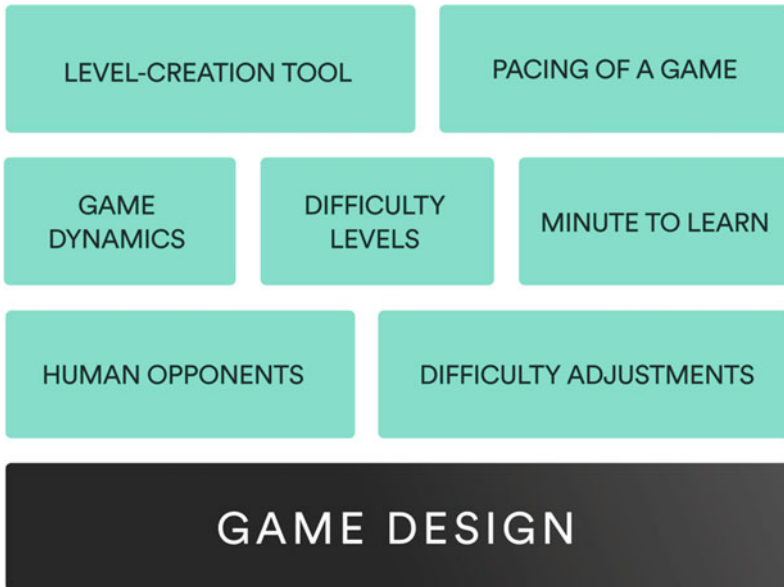 LEVEL-CREATION TOOL
PACING OF A GAME
GAME
DYNAMICS
DIFFICULTY
LEVELS
MINUTE TO LEARN
HUMAN OPPONENTS
DIFFICULTY ADJUSTMENTS
GAME DESIGN